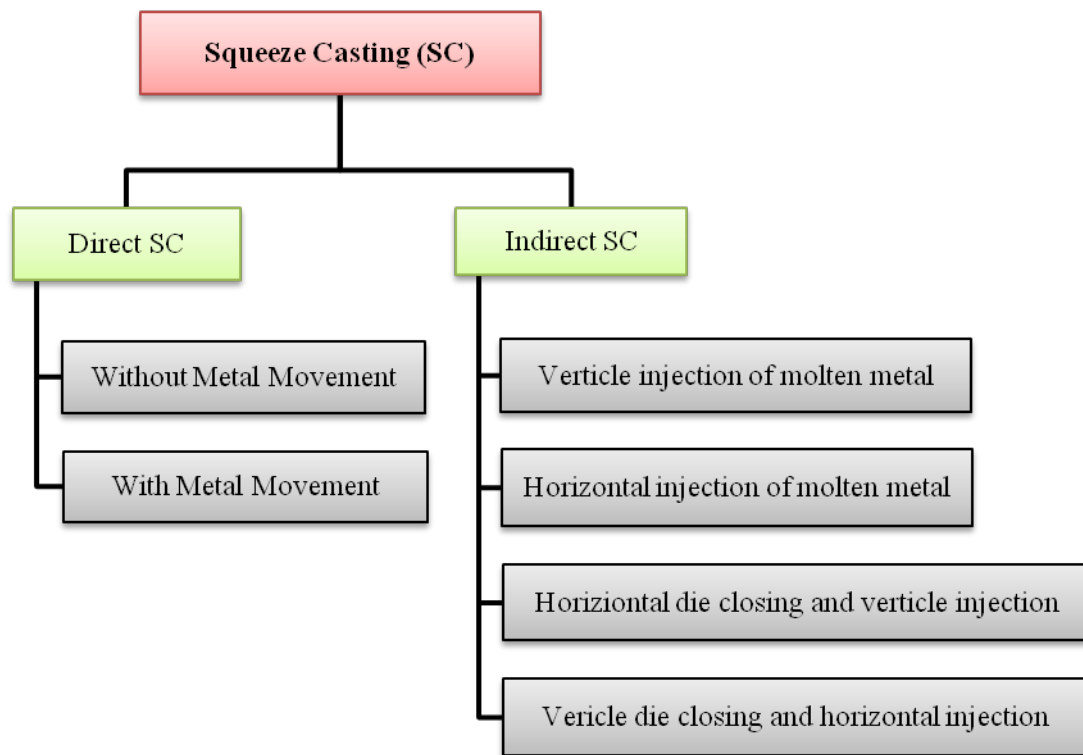 Squeeze Casting (SC)
Direct SC
Indirect SC
Without Metal Movement
With Metal Movement
Verticle injection of molten metal
Horizontal injection of molten metal
Horiziontal die closing and verticle injection
Vericle die closing and horizontal injection